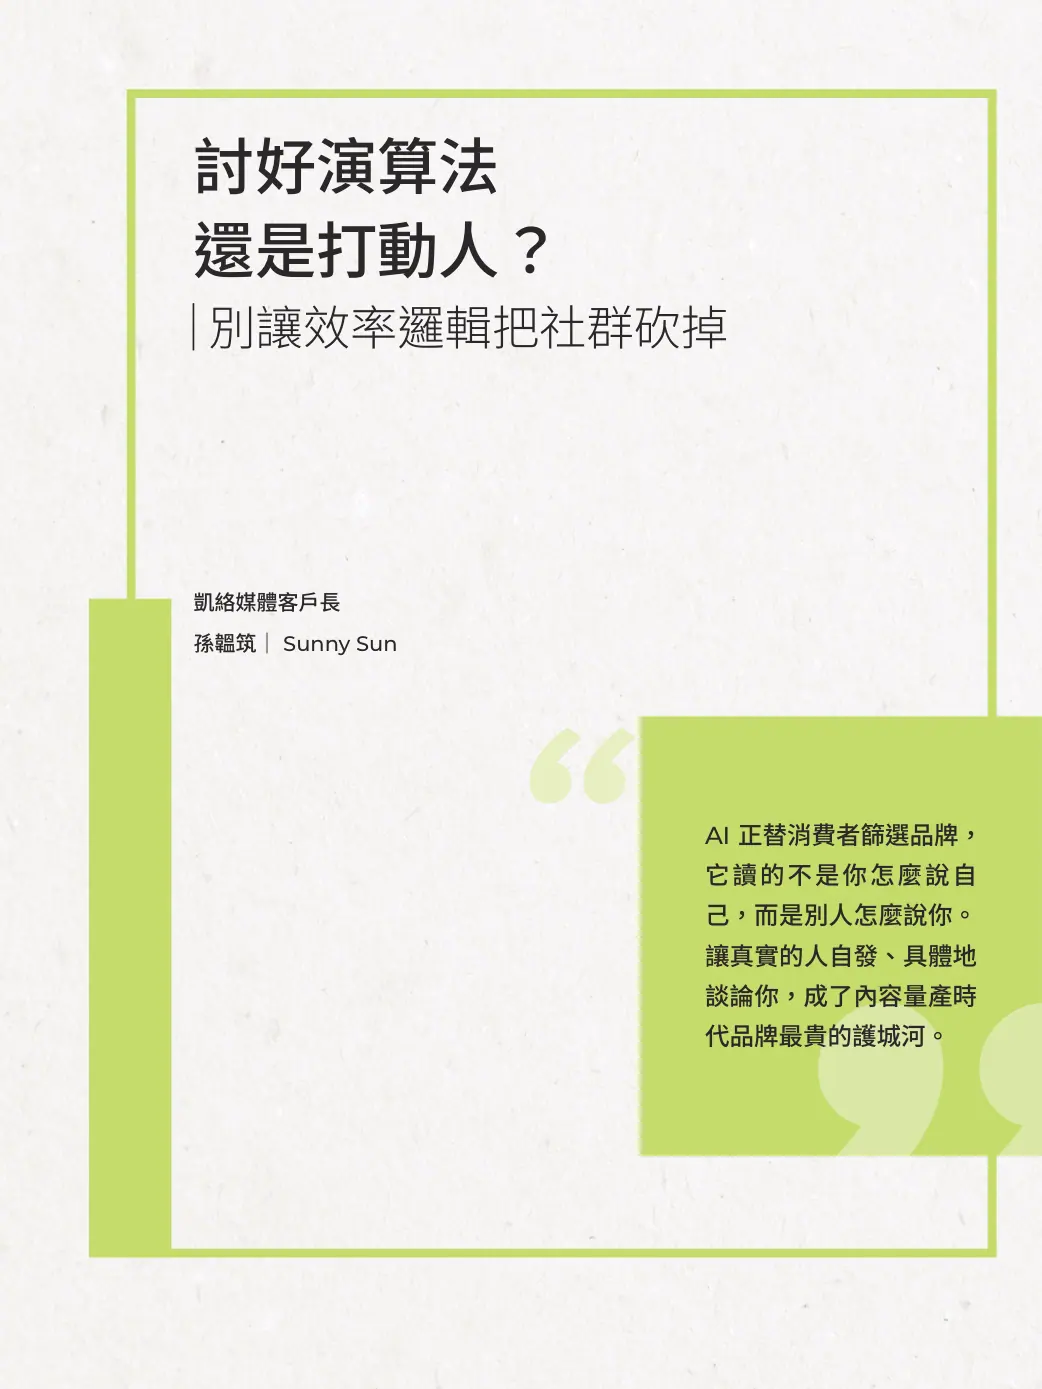 討好演算法
還是打動人？
別讓效率邏輯把社群砍掉
凱絡媒體客戶長
孫韞筑｜ Sunny Sun
AI 正替消費者篩選品牌，
它讀的不是你怎麼說自
己，而是別人怎麼說你。
讓真實的人自發、具體地
談論你，成了內容量產時
代品牌最貴的護城河。